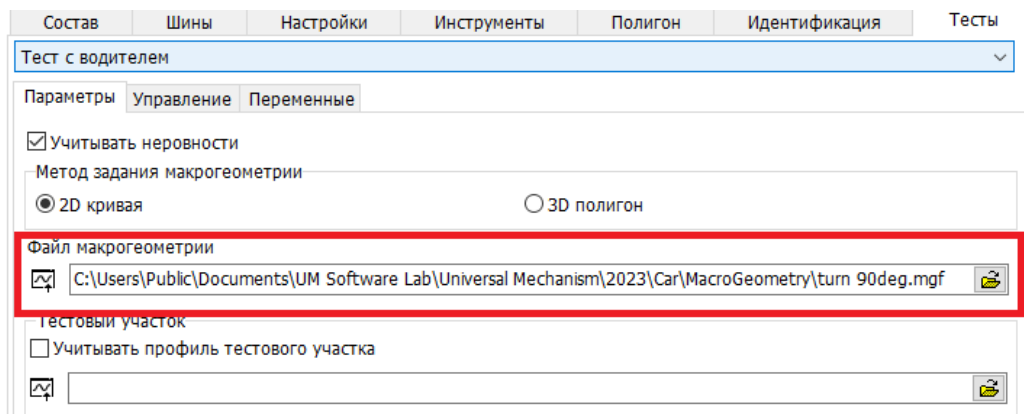 Состав Шины Настройки Инструменты Полигон Идентификация Тесты
Тест с водителем
Параметры Управление Переменные
Учитывать неровности
Метод задания макрогеометрии
2D кривая 3D полигон
Файл макрогеометрии
C:\Users\Public\Documents\UM Software Lab\Universal Mechanism\2023\Car\MacroGeometry\turn 90deg.mgf
Тестовый участок
Учитывать профиль тестового участка